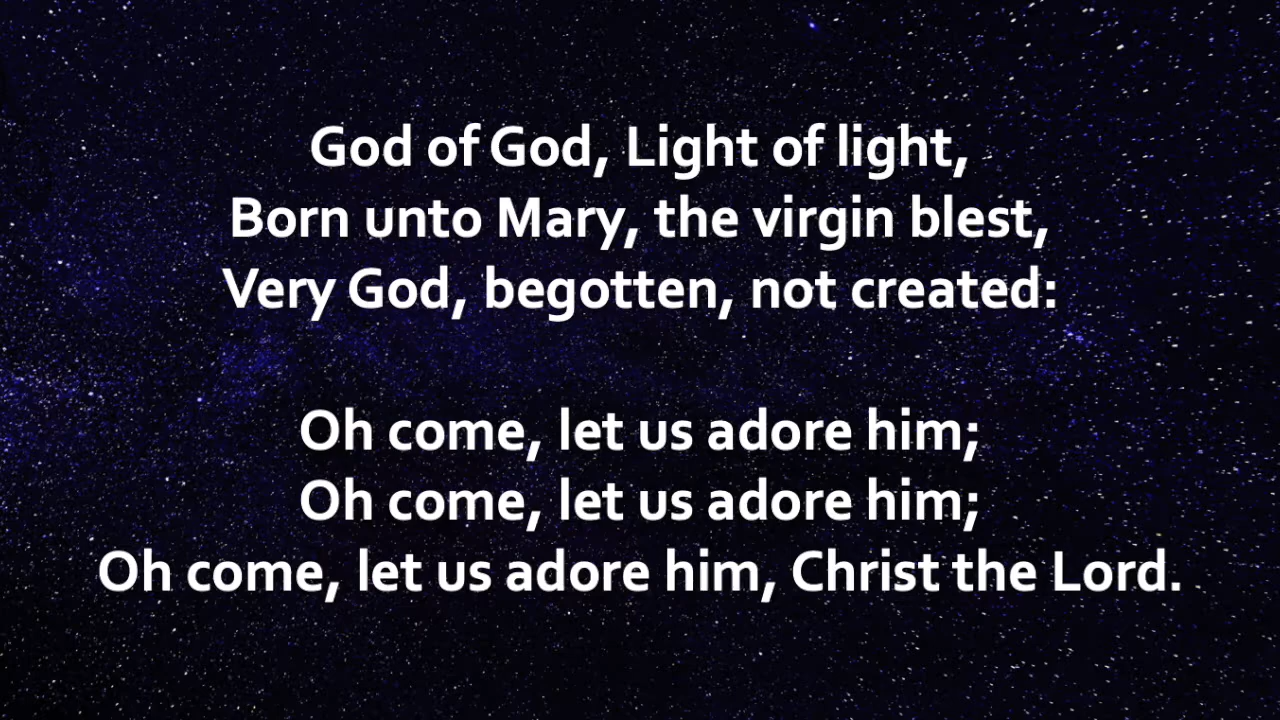 God of God, Light of light,
Born unto Mary, the virgin blest,
Very God, begotten, not created:
Oh come, let us adore him;
Oh come, let us adore him;
Oh come, let us adore him, Christ the Lord.